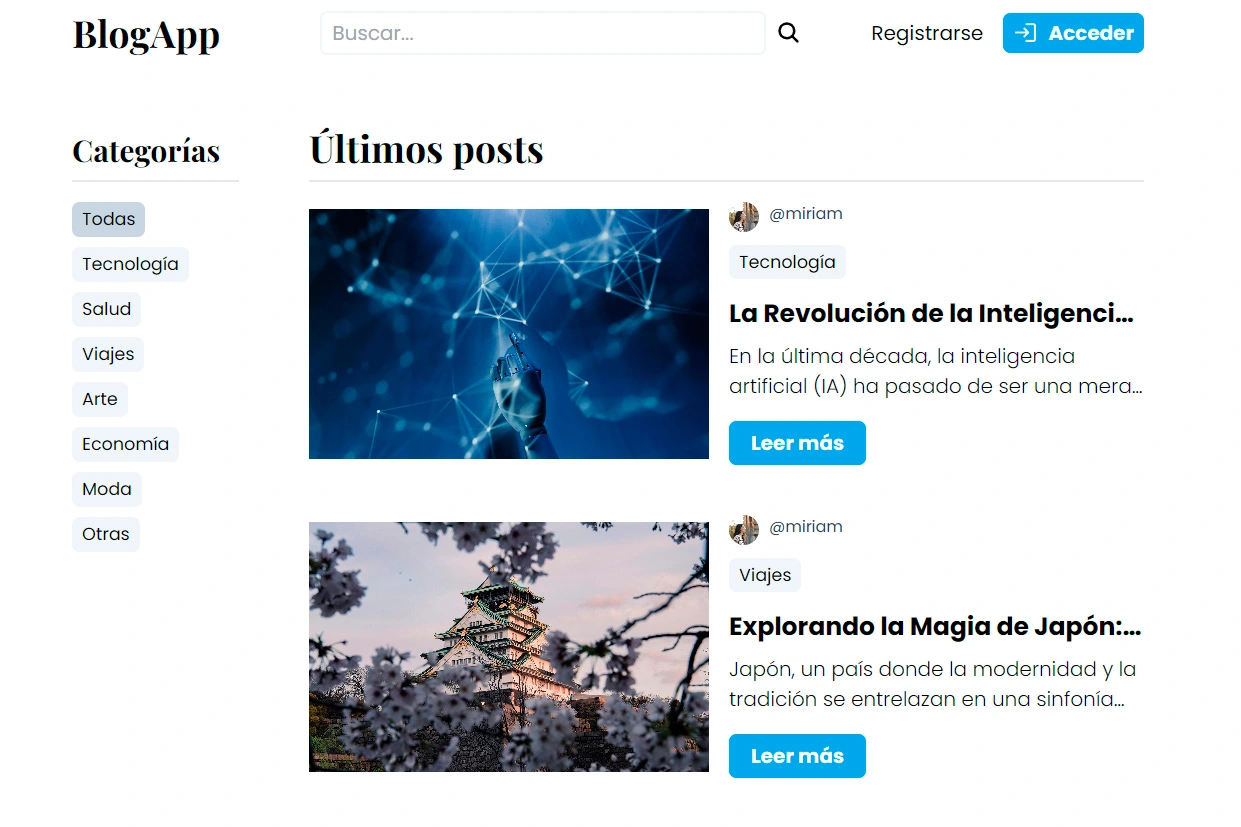 BlogApp
Buscar...
Registrarse
Acceder
Categorías
Todas
Tecnología
Salud
Viajes
Arte
Economía
Moda
Otras
Últimos posts
@miriam
Tecnología
La Revolución de la Inteligenci...
En la última década, la inteligencia
artificial (IA) ha pasado de ser una mera...
Leer más
@miriam
Viajes
Explorando la Magia de Japón:...
Japón, un país donde la modernidad y la
tradición se entrelazan en una sinfonía...
Leer más